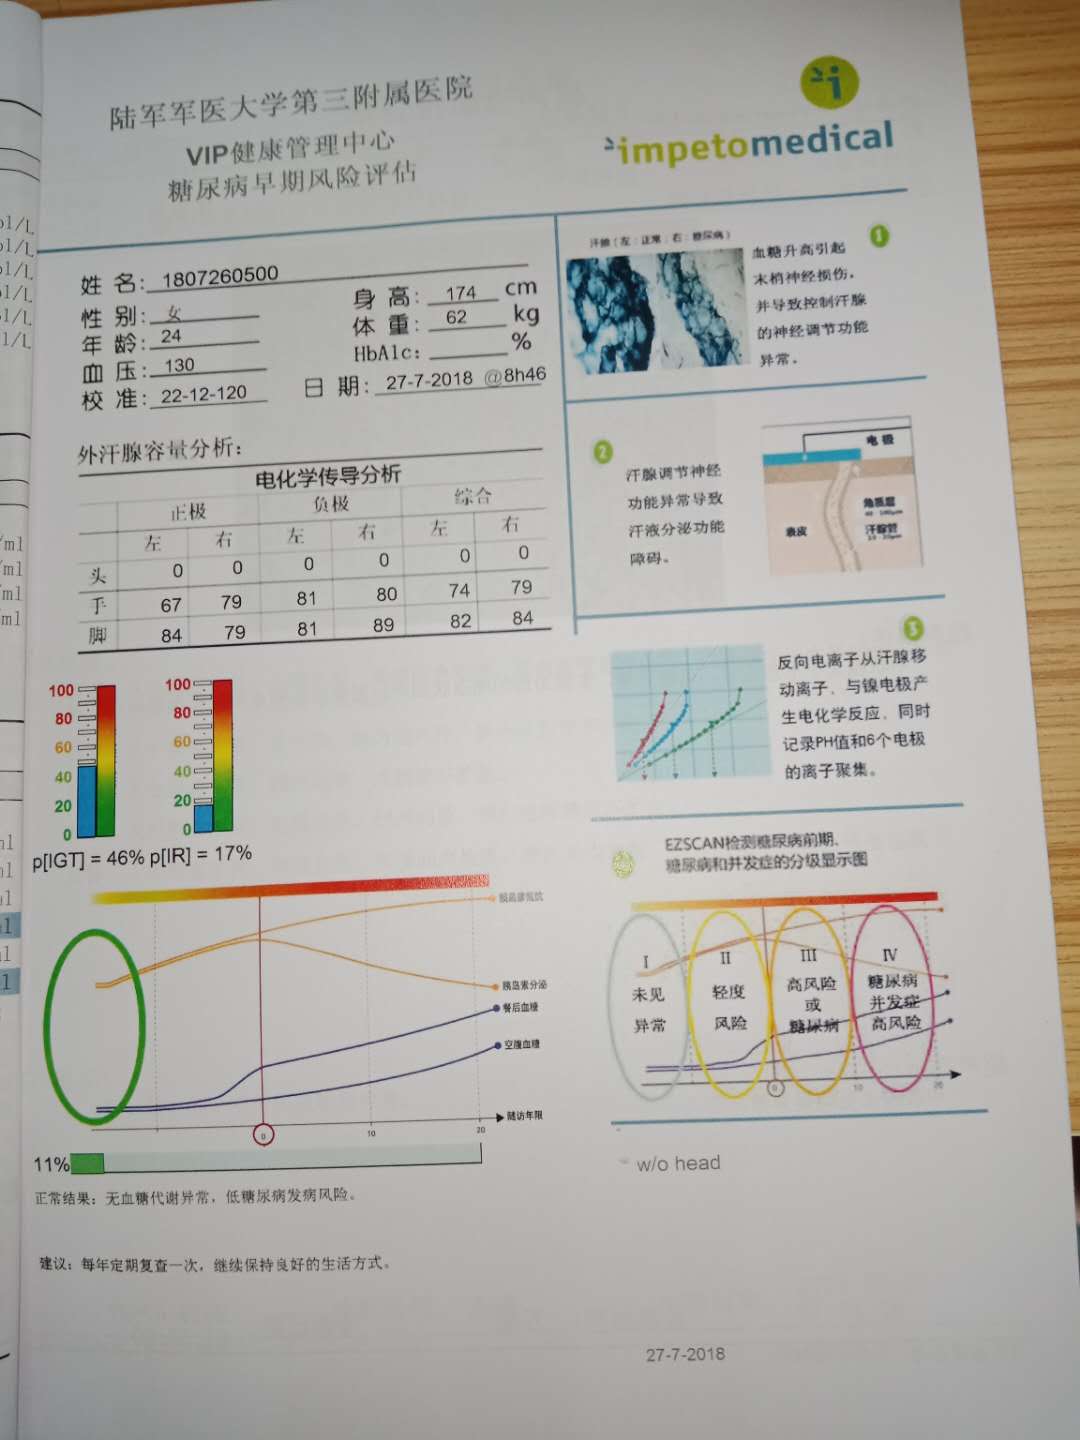 陆军军医大学第三附属医院
VIP健康管理中心
糖尿病早期风险评估
impetomedical
姓 名: 1807260500
性 别: 女
年 龄: 24
血 压: 130
校 准: 22-12-120
身 高: 174 cm
体 重: 62 kg
HbA1c: %
日 期: 27-7-2018 @8h46
外汗腺容量分析:
电化学传导分析
正极 负极 综合
左 右 左 右 左 右
头 0 0 0 0 0 0
手 67 79 81 80 74 79
脚 84 79 81 89 82 84
100 100
80 80
60 60
40 40
20 20
0 0
p[IGT] = 46% p[IR] = 17%
胰岛素抵抗
胰岛素分泌
餐后血糖
空腹血糖
随访年限
0 10 20
11%
正常结果: 无血糖代谢异常, 低糖尿病发病风险。
建议: 每年定期复查一次, 继续保持良好的生活方式。
汗腺 (左: 正常; 右: 糖尿病)
1
血糖升高引起
末梢神经损伤,
并导致控制汗腺
的神经调节功能
异常。
2
汗腺调节神经
功能异常导致
汗液分泌功能
障碍。
电极
角质层
汗腺管
表皮
3
反向电离子从汗腺移
动离子, 与镍电极产
生电化学反应, 同时
记录PH值和6个电极
的离子聚集。
EZSCAN检测糖尿病前期、
糖尿病和并发症的分级显示图
I
未见
异常
II
轻度
风险
III
高风险
或
糖尿病
IV
糖尿病
并发症
高风险
0 10 20
w/o head
27-7-2018
ol/L
ol/L
ol/L
ol/L
ol/L
l/L
/ml
/ml
/ml
/ml
ml
ml